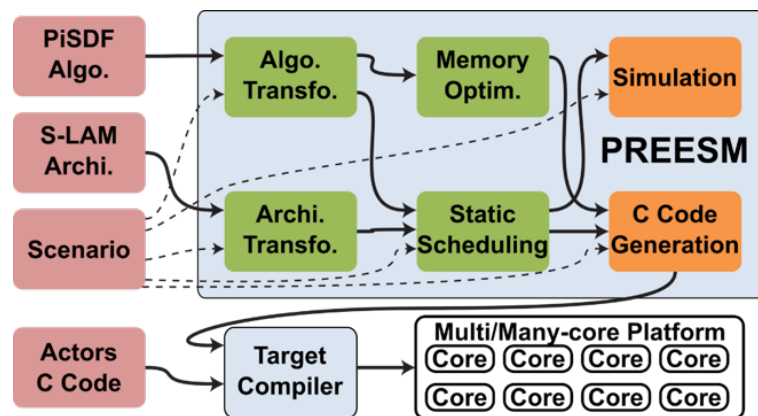 PiSDF
Algo.
Algo.
Transfo.
Memory
Optim.
Simulation
S-LAM
Archi.
PREESM
Scenario
Archi.
Transfo.
Static
Scheduling
C Code
Generation
Actors
C Code
Target
Compiler
Multi/Many-core Platform
Core Core Core Core
Core Core Core Core